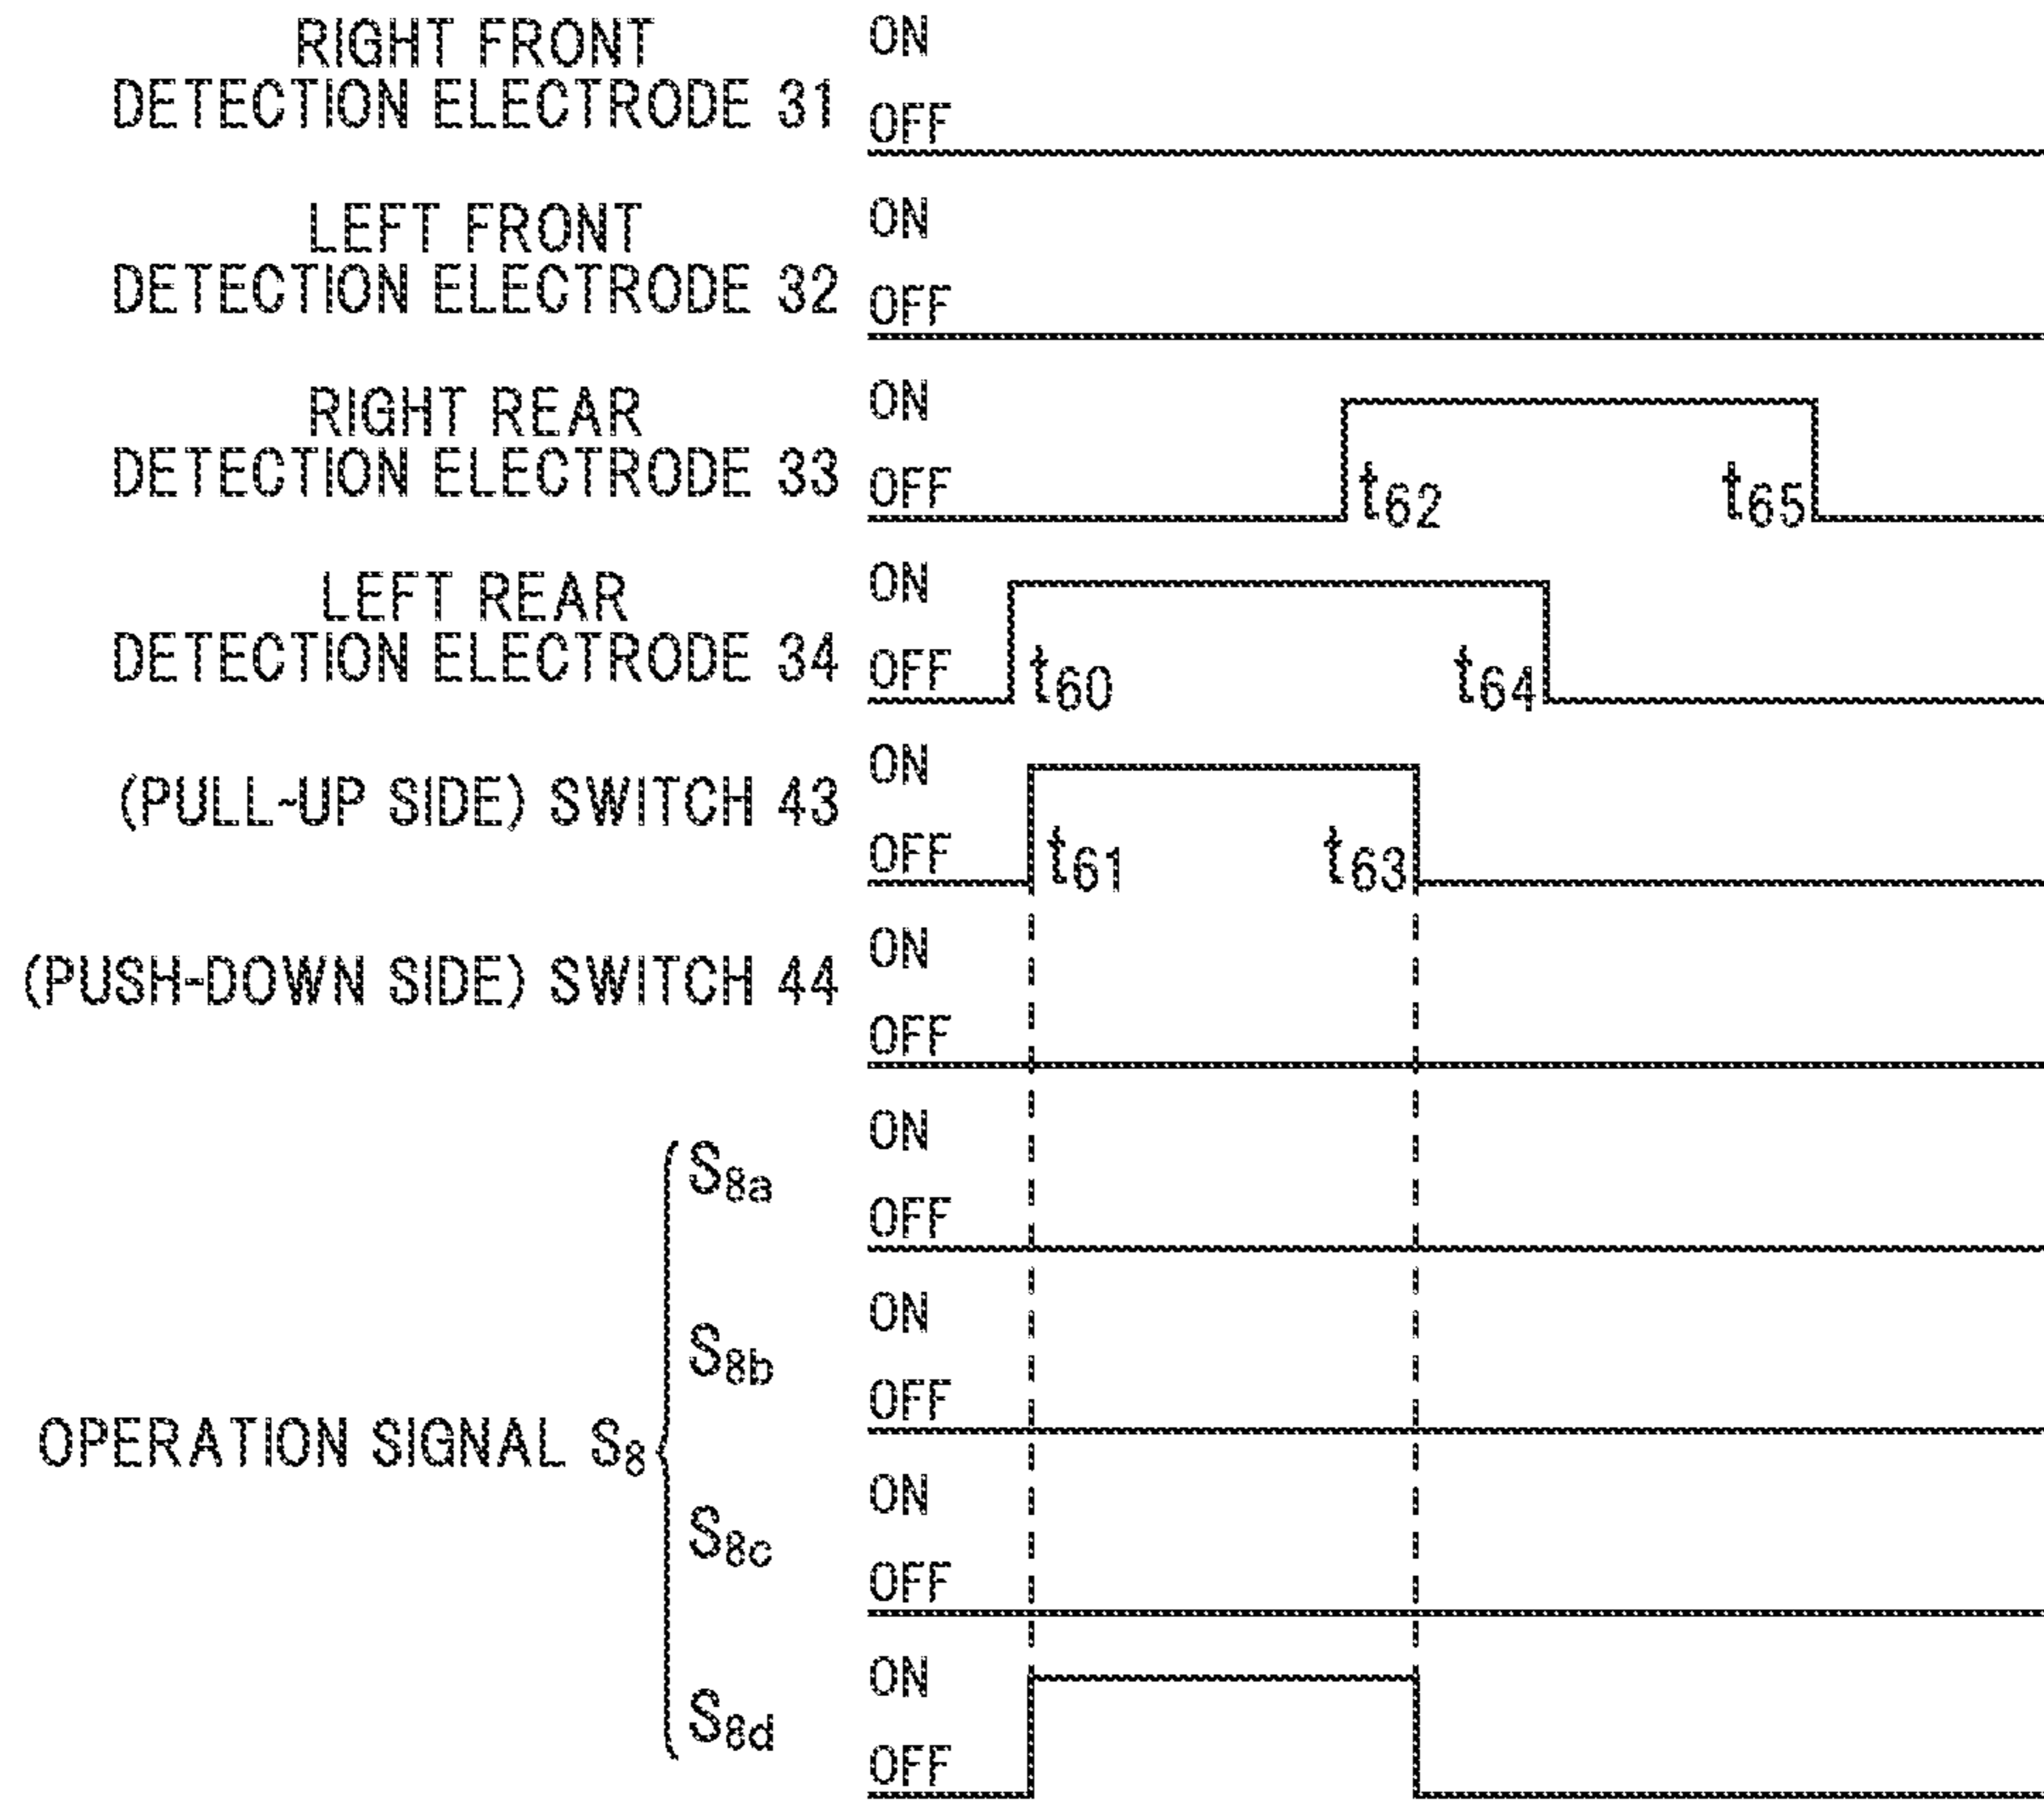 RIGHT FRONT
DETECTION ELECTRODE 31
ON
OFF
LEFT FRONT
DETECTION ELECTRODE 32
ON
OFF
RIGHT REAR
DETECTION ELECTRODE 33
ON
OFF
t62
t65
LEFT REAR
DETECTION ELECTRODE 34
ON
OFF
t60
t64
(PULL-UP SIDE) SWITCH 43
ON
OFF
t61
t63
(PUSH-DOWN SIDE) SWITCH 44
ON
OFF
OPERATION SIGNAL S8
S8a
ON
OFF
S8b
ON
OFF
S8c
ON
OFF
S8d
ON
OFF